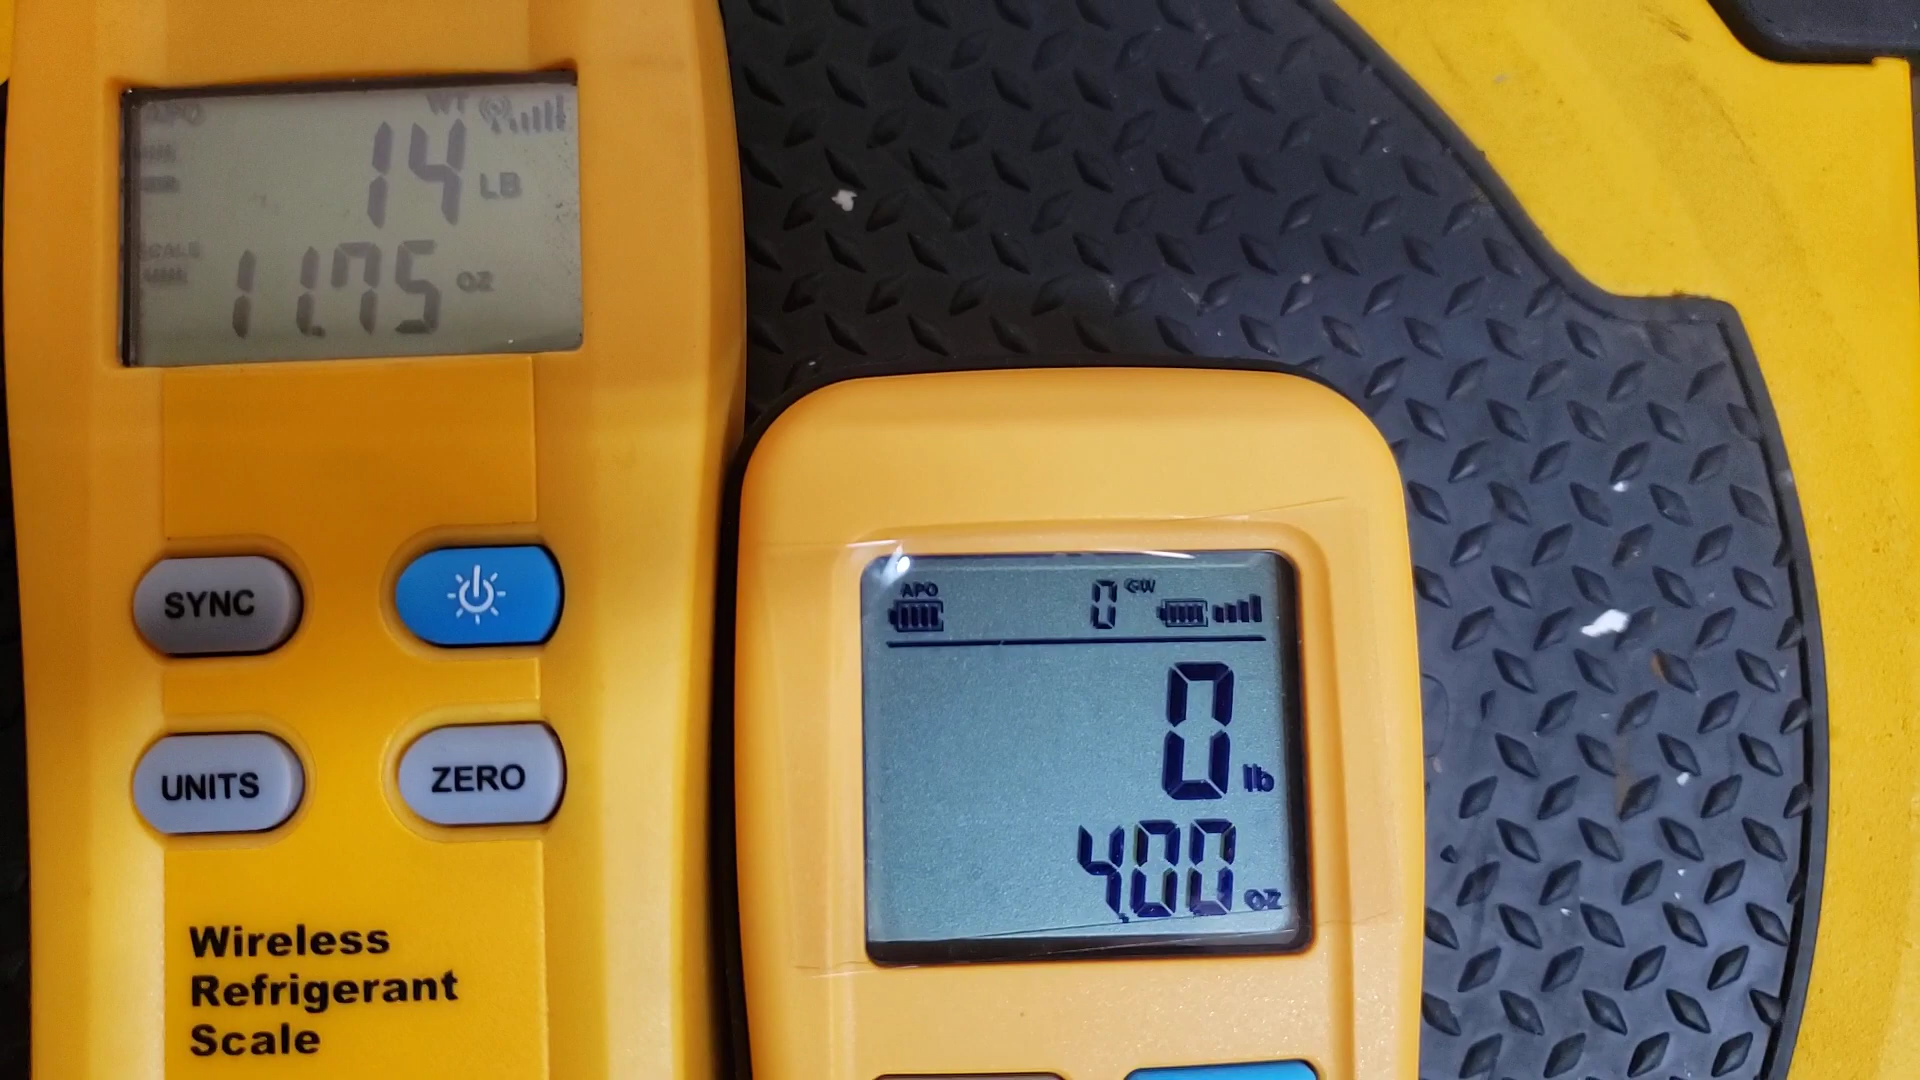 APO
WT
14 LB
SCALE
11.75 oz
SYNC
UNITS
ZERO
Wireless
Refrigerant
Scale
APO
0 GW
0 lb
4.00 oz